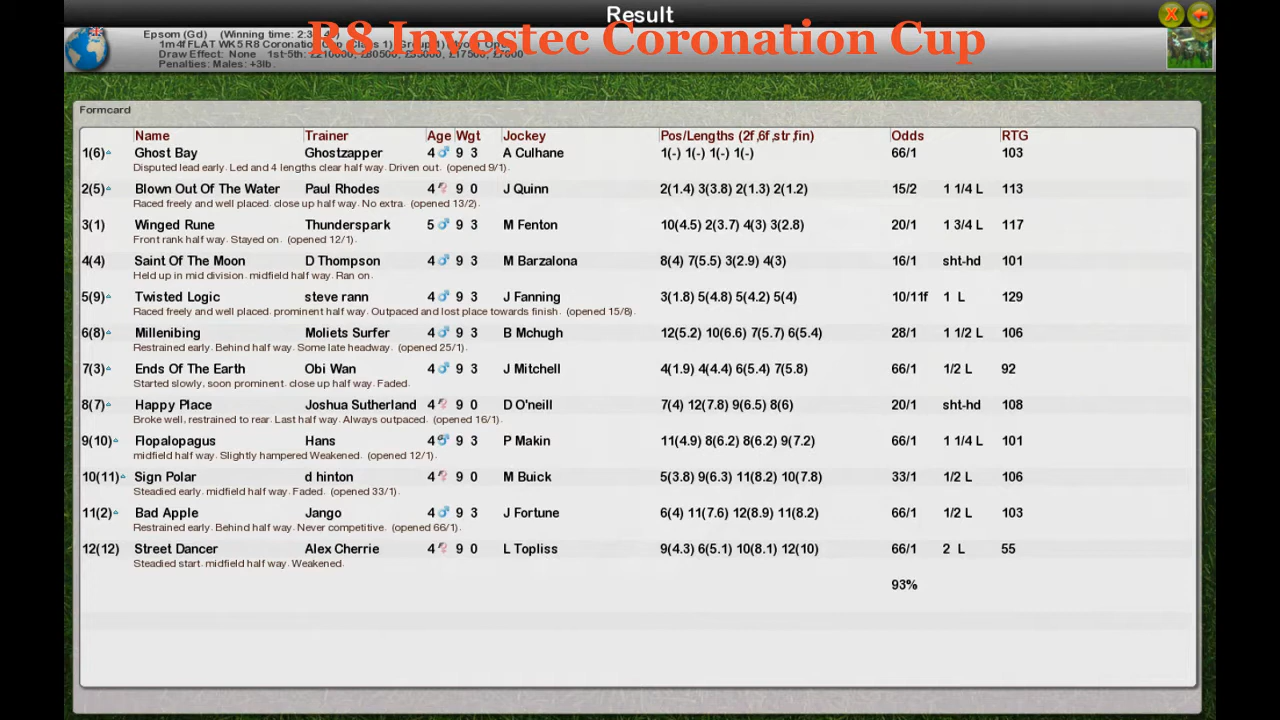 Result
R8 Investec Coronation Cup
Epsom (Gd) (Winning time:
1m4f FLAT WK5 R8
Draw Effect: None 1st-5th:
Penalties: Males: +3lb.
Formcard
Name Trainer Age Wgt Jockey Pos/Lengths (2f,6f,str,fin) Odds RTG
1(6) Ghost Bay Ghostzapper 4 9 3 A Culhane 1(-) 1(-) 1(-) 1(-) 66/1 103
Disputed lead early. Led and 4 lengths clear half way. Driven out. (opened 9/1).
2(5) Blown Out Of The Water Paul Rhodes 4 9 0 J Quinn 2(1.4) 3(3.8) 2(1.3) 2(1.2) 15/2 1 1/4 L 113
Raced freely and well placed. close up half way. No extra. (opened 13/2).
3(1) Winged Rune Thunderspark 5 9 3 M Fenton 10(4.5) 2(3.7) 4(3) 3(2.8) 20/1 1 3/4 L 117
Front rank half way. Stayed on. (opened 12/1).
4(4) Saint Of The Moon D Thompson 4 9 3 M Barzalona 8(4) 7(5.5) 3(2.9) 4(3) 16/1 sht-hd 101
Held up in mid division. midfield half way. Ran on.
5(9) Twisted Logic steve rann 4 9 3 J Fanning 3(1.8) 5(4.8) 5(4.2) 5(4) 10/11f 1 L 129
Raced freely and well placed. prominent half way. Outpaced and lost place towards finish. (opened 15/8).
6(8) Millenibing Moliets Surfer 4 9 3 B Mchugh 12(5.2) 10(6.6) 7(5.7) 6(5.4) 28/1 1 1/2 L 106
Restrained early. Behind half way. Some late headway. (opened 25/1).
7(3) Ends Of The Earth Obi Wan 4 9 3 J Mitchell 4(1.9) 4(4.4) 6(5.4) 7(5.8) 66/1 1/2 L 92
Started slowly, soon prominent. close up half way. Faded.
8(7) Happy Place Joshua Sutherland 4 9 0 D O'neill 7(4) 12(7.8) 9(6.5) 8(6) 20/1 sht-hd 108
Broke well, restrained to rear. Last half way. Always outpaced. (opened 16/1).
9(10) Flopalopagus Hans 4 9 3 P Makin 11(4.9) 8(6.2) 8(6.2) 9(7.2) 66/1 1 1/4 L 101
midfield half way. Slightly hampered Weakened. (opened 12/1).
10(11) Sign Polar d hinton 4 9 0 M Buick 5(3.8) 9(6.3) 11(8.2) 10(7.8) 33/1 1/2 L 106
Steadied early. midfield half way. Faded. (opened 33/1).
11(2) Bad Apple Jango 4 9 3 J Fortune 6(4) 11(7.6) 12(8.9) 11(8.2) 66/1 1/2 L 103
Restrained early. Behind half way. Never competitive. (opened 66/1).
12(12) Street Dancer Alex Cherrie 4 9 0 L Topliss 9(4.3) 6(5.1) 10(8.1) 12(10) 66/1 2 L 55
Steadied start. midfield half way. Weakened.
93%